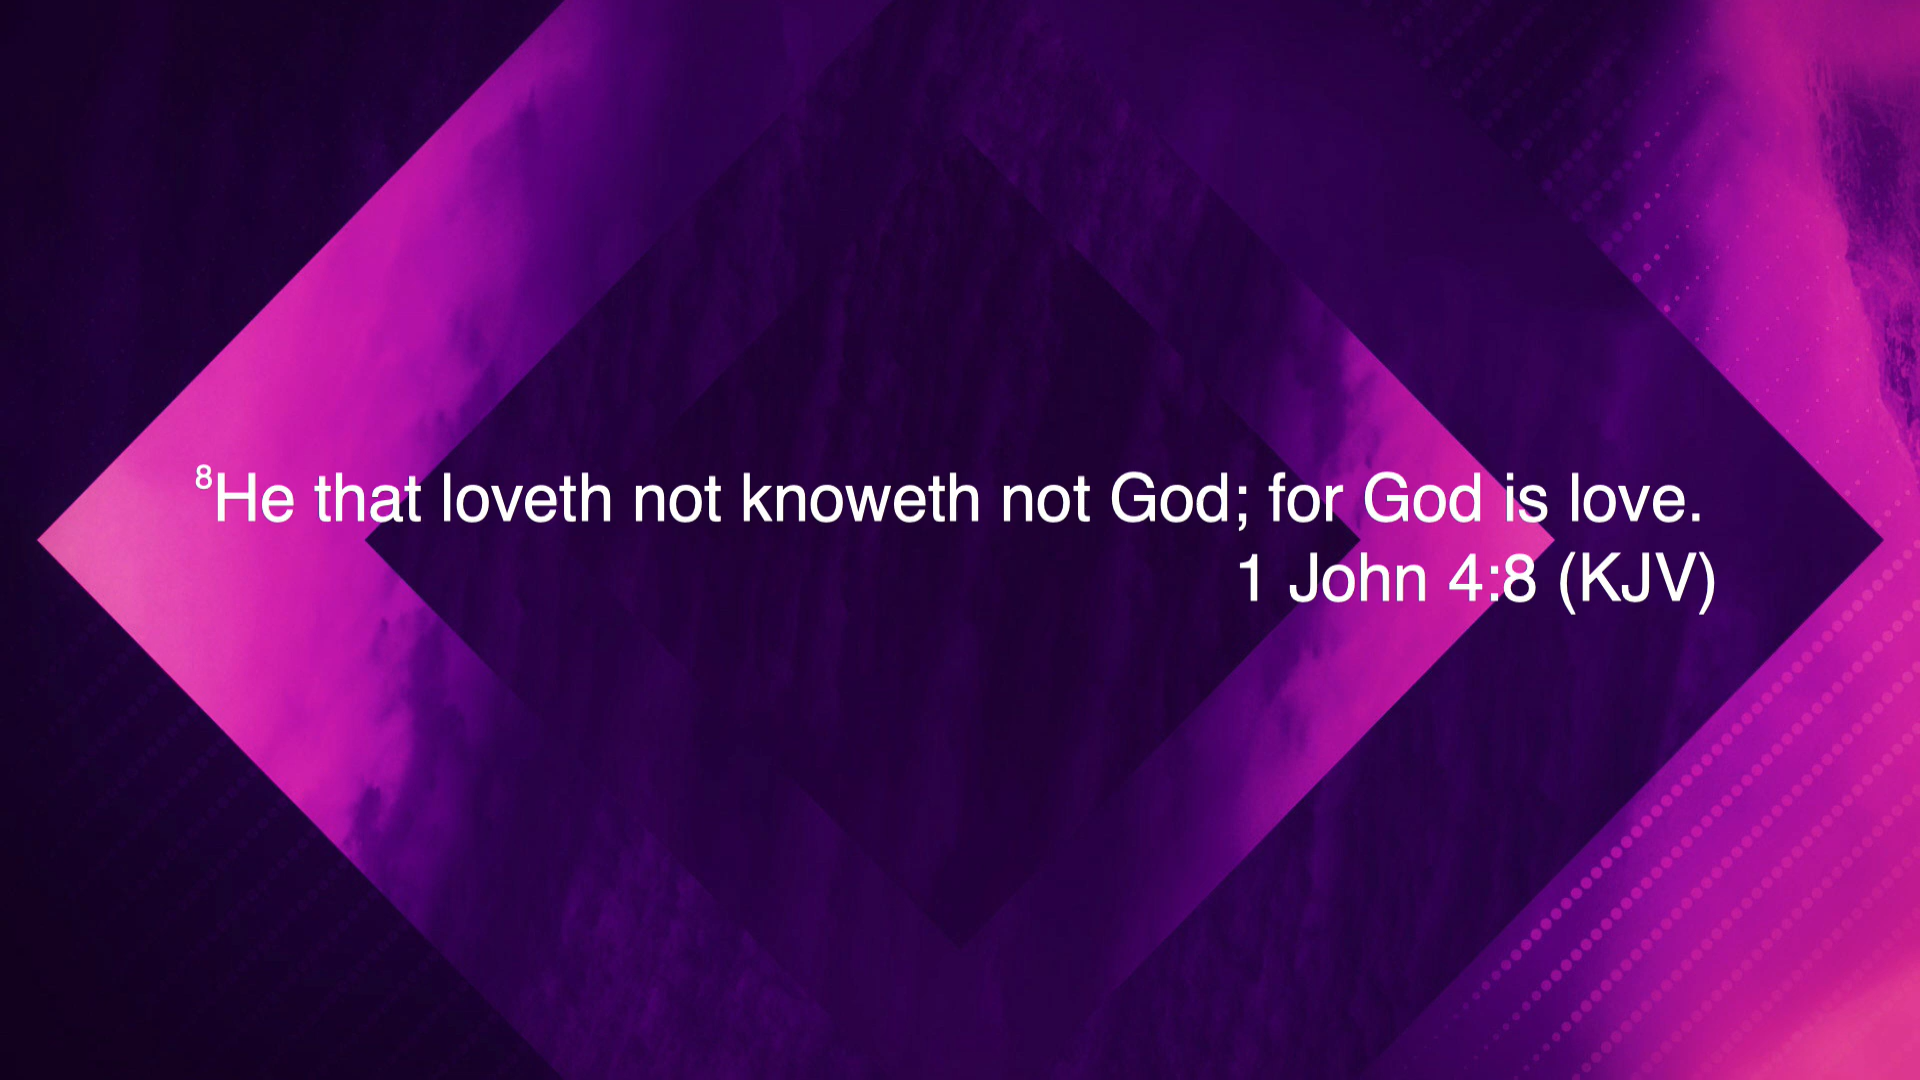 ⁸He that loveth not knoweth not God; for God is love.
1 John 4:8 (KJV)